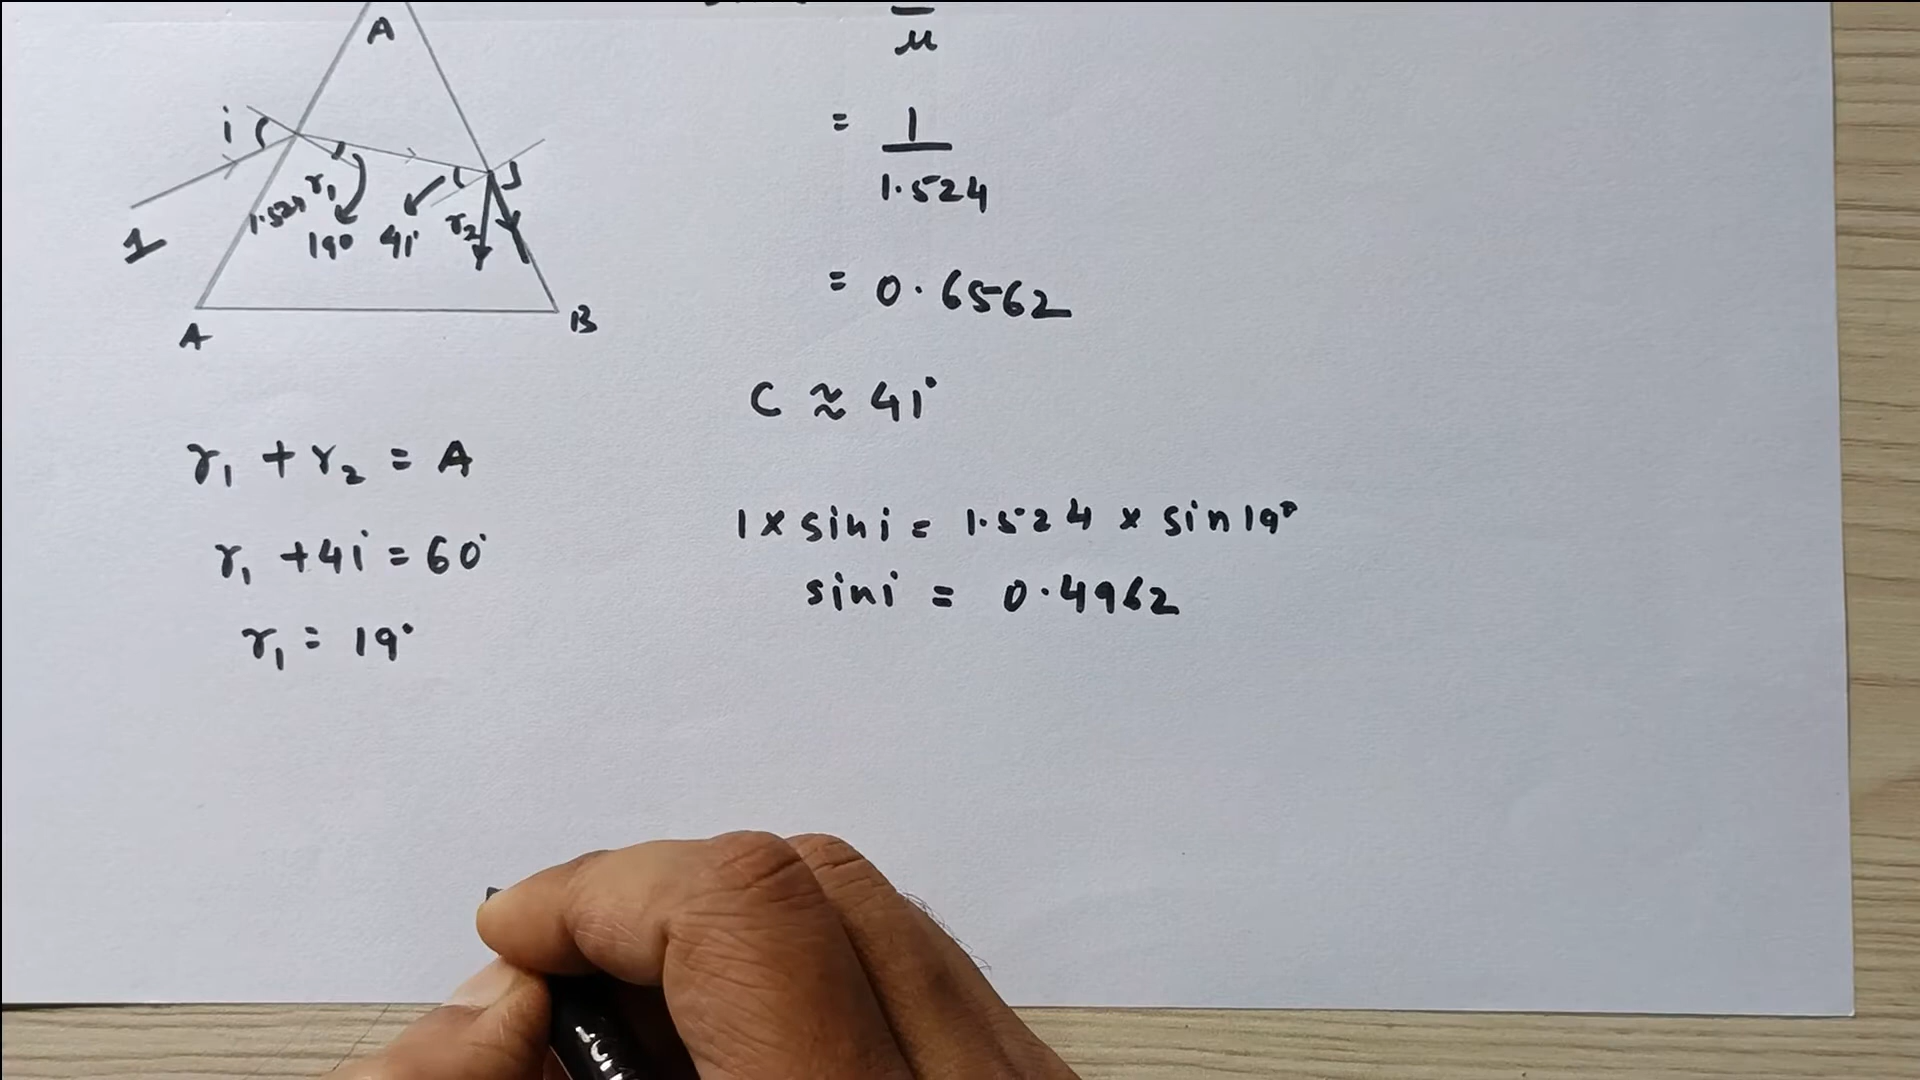 A
i
r₁
1.524
19°
41°
r₂
1
A
B
r₁ + r₂ = A
r₁ + 41° = 60°
r₁ = 19°
μ
= 1
1.524
= 0.6562
C ≈ 41°
1 × sin i = 1.524 × sin 19°
sin i = 0.4962